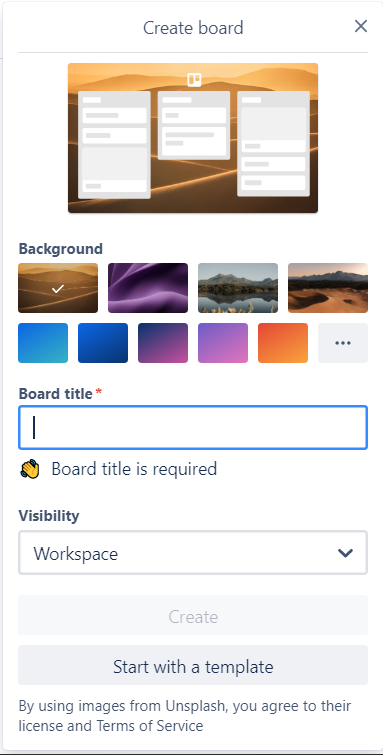 Create board
Background
Board title*
Board title is required
Visibility
Workspace
Create
Start with a template
By using images from Unsplash, you agree to their
license and Terms of Service